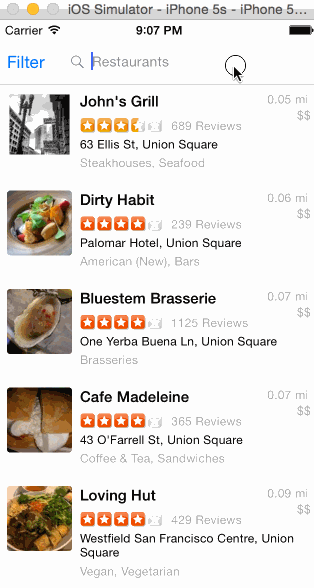 iOS Simulator - iPhone 5s - iPhone 5...
Carrier 9:07 PM
Filter Restaurants
John's Grill 0.05 mi
689 Reviews $$
63 Ellis St, Union Square
Steakhouses, Seafood
Dirty Habit 0.06 mi
239 Reviews $$
Palomar Hotel, Union Square
American (New), Bars
Bluestem Brasserie 0.07 mi
1125 Reviews $$
One Yerba Buena Ln, Union Square
Brasseries
Cafe Madeleine 0.07 mi
365 Reviews $$
43 O'Farrell St, Union Square
Coffee & Tea, Sandwiches
Loving Hut 0.09 mi
429 Reviews $$
Westfield San Francisco Centre, Union
Square
Vegan, Vegetarian